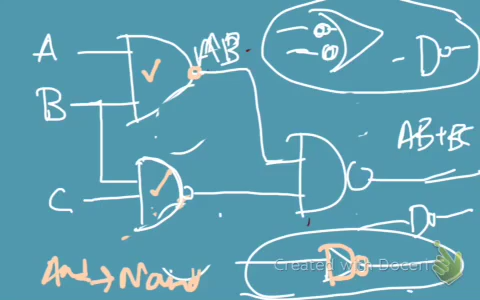 A
AB
B
AB+BC
C
And→Nand
Created with Doceri